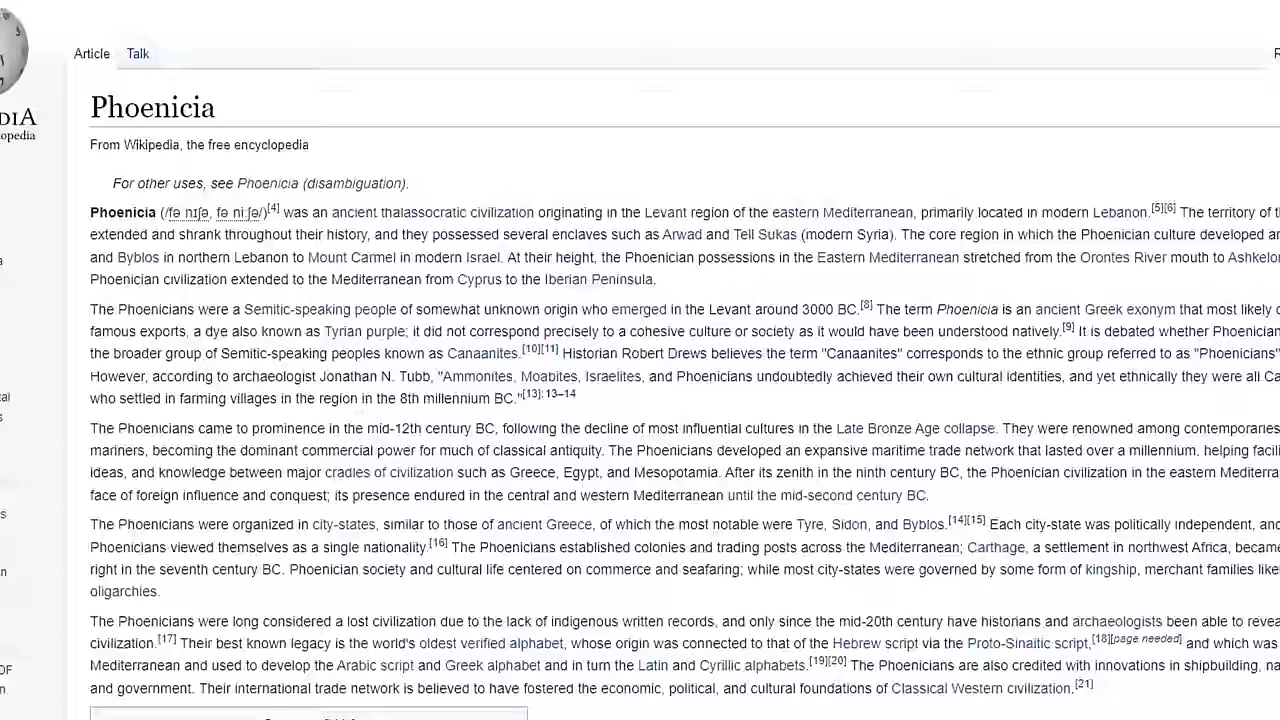 Article Talk
DIA
lopedia
Phoenicia
From Wikipedia, the free encyclopedia
For other uses, see Phoenicia (disambiguation).
Phoenicia (/fəˈnɪʃə, fəˈniːʃə/)[4] was an ancient thalassocratic civilization originating in the Levant region of the eastern Mediterranean, primarily located in modern Lebanon.[5][6] The territory of
extended and shrank throughout their history, and they possessed several enclaves such as Arwad and Tell Sukas (modern Syria). The core region in which the Phoenician culture developed
and Byblos in northern Lebanon to Mount Carmel in modern Israel. At their height, the Phoenician possessions in the Eastern Mediterranean stretched from the Orontes River mouth to Ashkelon
Phoenician civilization extended to the Mediterranean from Cyprus to the Iberian Peninsula.
The Phoenicians were a Semitic-speaking people of somewhat unknown origin who emerged in the Levant around 3000 BC.[8] The term Phoenicia is an ancient Greek exonym that most likely
famous exports, a dye also known as Tyrian purple; it did not correspond precisely to a cohesive culture or society as it would have been understood natively.[9] It is debated whether Phoenician
the broader group of Semitic-speaking peoples known as Canaanites.[10][11] Historian Robert Drews believes the term "Canaanites" corresponds to the ethnic group referred to as "Phoenicians"
However, according to archaeologist Jonathan N. Tubb, "Ammonites, Moabites, Israelites, and Phoenicians undoubtedly achieved their own cultural identities, and yet ethnically they were all Ca
who settled in farming villages in the region in the 8th millennium BC."[13]: 13–14
The Phoenicians came to prominence in the mid-12th century BC, following the decline of most influential cultures in the Late Bronze Age collapse. They were renowned among contemporaries
mariners, becoming the dominant commercial power for much of classical antiquity. The Phoenicians developed an expansive maritime trade network that lasted over a millennium, helping facili
ideas, and knowledge between major cradles of civilization such as Greece, Egypt, and Mesopotamia. After its zenith in the ninth century BC, the Phoenician civilization in the eastern Mediterra
face of foreign influence and conquest; its presence endured in the central and western Mediterranean until the mid-second century BC.
The Phoenicians were organized in city-states, similar to those of ancient Greece, of which the most notable were Tyre, Sidon, and Byblos.[14][15] Each city-state was politically independent, and
Phoenicians viewed themselves as a single nationality.[16] The Phoenicians established colonies and trading posts across the Mediterranean; Carthage, a settlement in northwest Africa, became
right in the seventh century BC. Phoenician society and cultural life centered on commerce and seafaring; while most city-states were governed by some form of kingship, merchant families like
oligarchies.
The Phoenicians were long considered a lost civilization due to the lack of indigenous written records, and only since the mid-20th century have historians and archaeologists been able to revea
civilization.[17] Their best known legacy is the world's oldest verified alphabet, whose origin was connected to that of the Hebrew script via the Proto-Sinaitic script,[18][page needed] and which was
Mediterranean and used to develop the Arabic script and Greek alphabet and in turn the Latin and Cyrillic alphabets.[19][20] The Phoenicians are also credited with innovations in shipbuilding, na
and government. Their international trade network is believed to have fostered the economic, political, and cultural foundations of Classical Western civilization.[21]